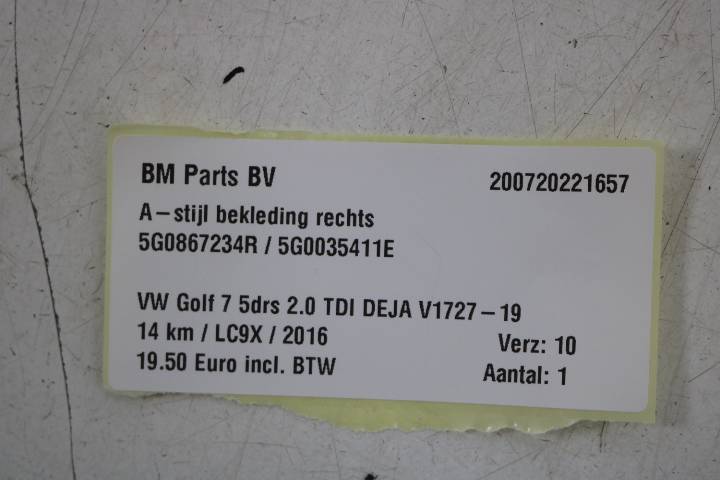 BM Parts BV 200720221657
A-stijl bekleding rechts
5G0867234R / 5G0035411E
VW Golf 7 5drs 2.0 TDI DEJA V1727-19
14 km / LC9X / 2016 Verz: 10
19.50 Euro incl. BTW Aantal: 1